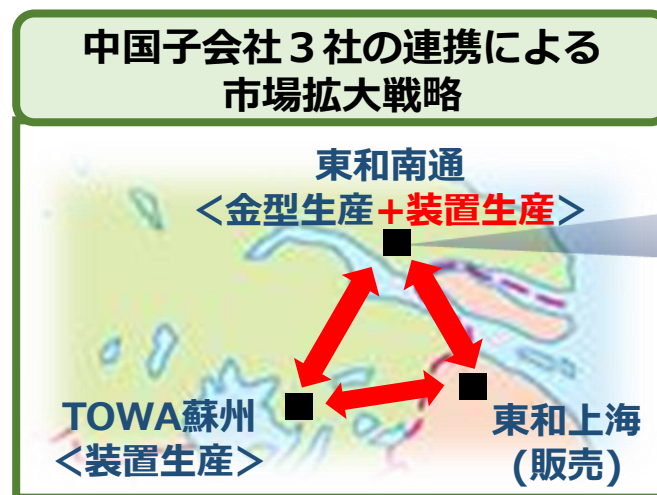 中国子会社３社の連携による
市場拡大戦略
東和南通
＜金型生産+装置生産＞
TOWA蘇州
＜装置生産＞
東和上海
(販売)